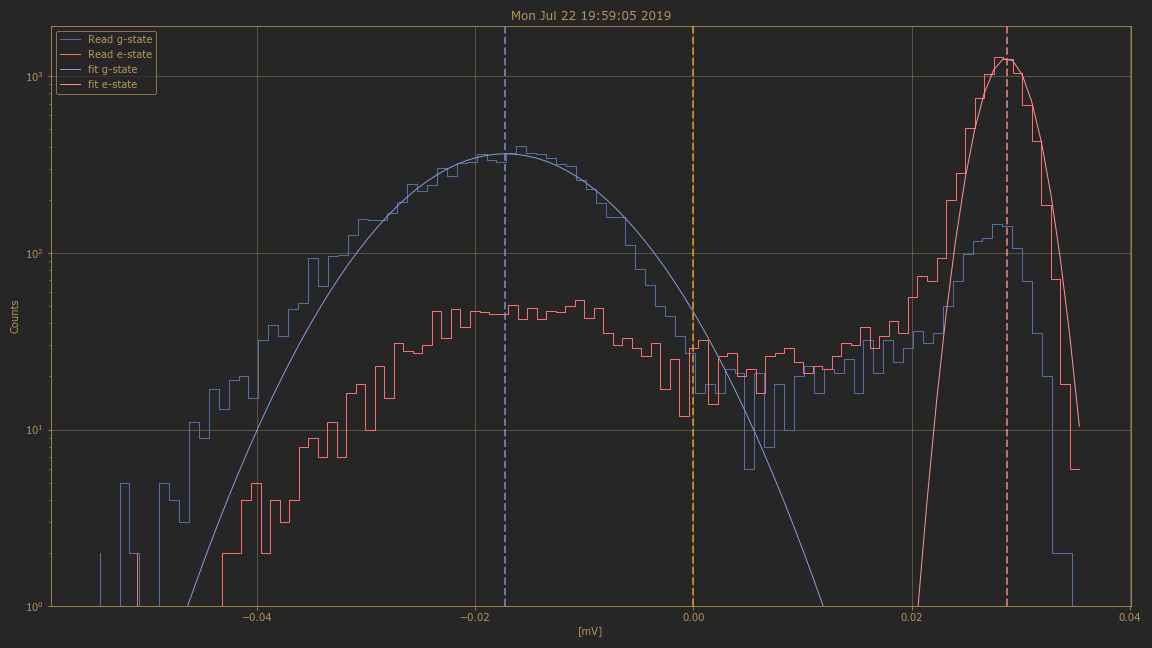 Mon Jul 22 19:59:05 2019
Read g-state
Read e-state
fit g-state
fit e-state
10³
10²
10¹
10⁰
Counts
−0.04
−0.02
0.00
0.02
0.04
[mV]